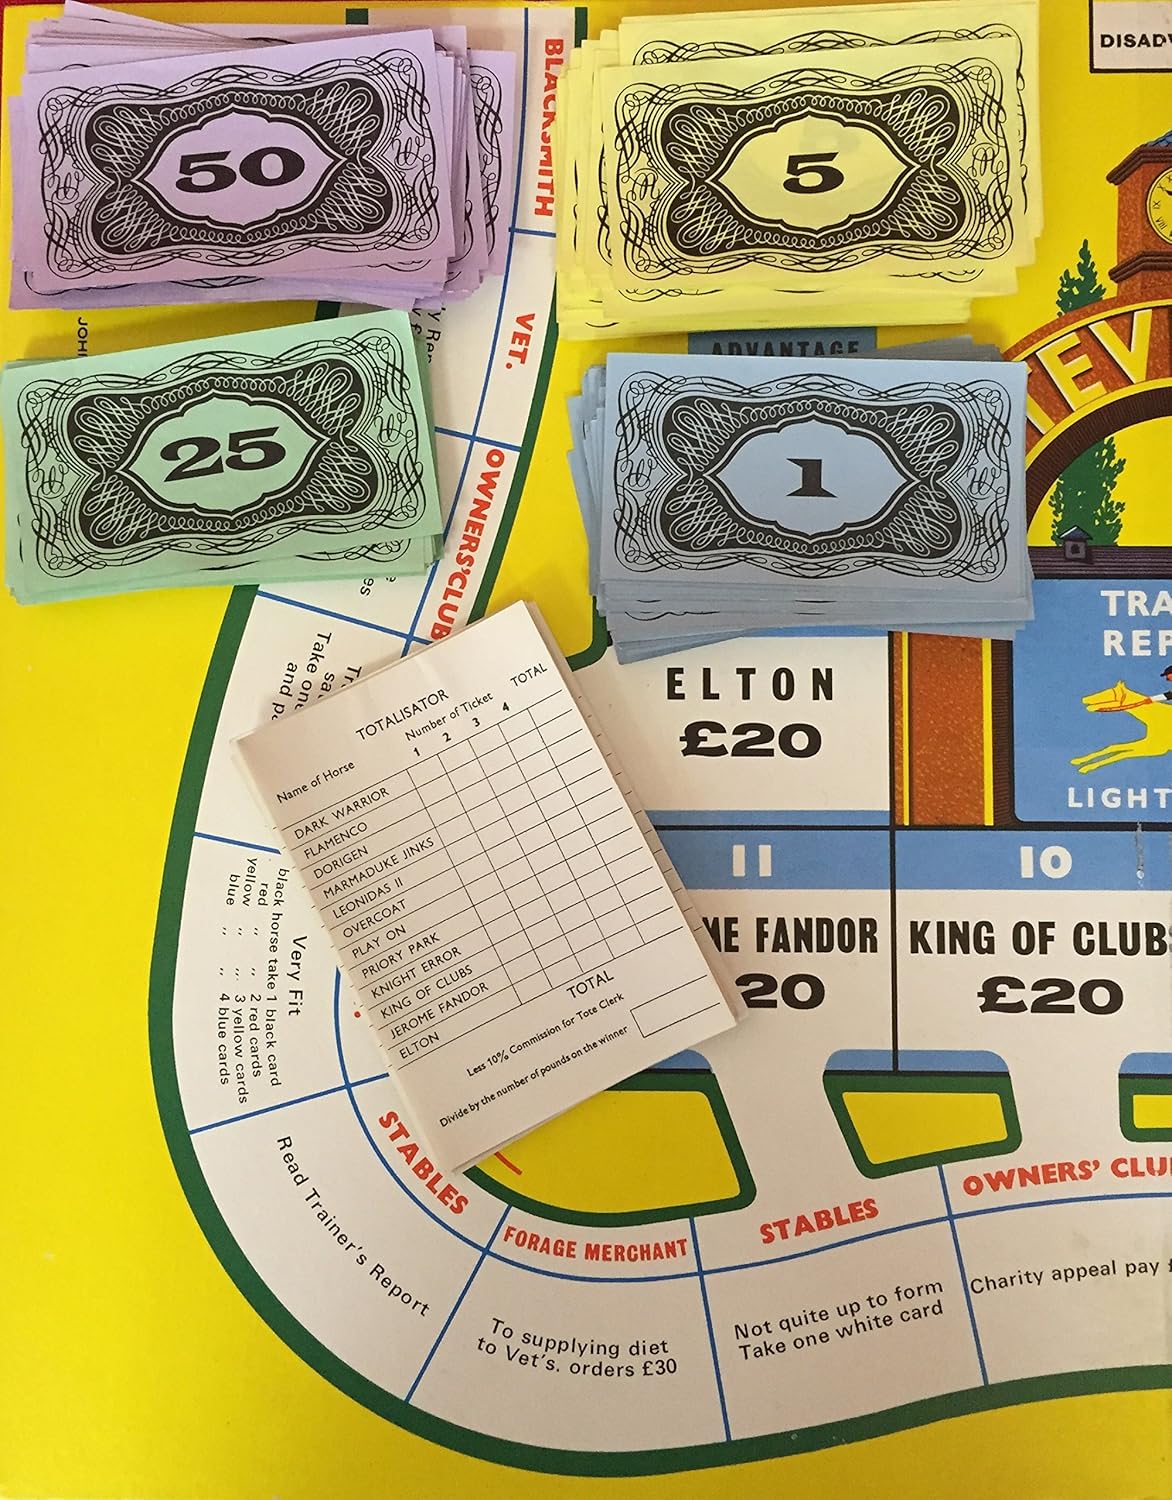 50
5
25
1
BLACKSMITH
VET.
OWNERS' CLUB
ADVANTAGE
ELTON
£20
11
FANDOR
20
10
KING OF CLUBS
£20
LIGHT
TOTALISATOR
Number of Ticket
Name of Horse 1 2 3 4 TOTAL
DARK WARRIOR
FLAMENCO
DORIGEN
MARMADUKE JINKS
LEONIDAS II
OVERCOAT
PLAY ON
PRIORY PARK
KNIGHT ERROR
KING OF CLUBS
JEROME FANDOR
ELTON
TOTAL
Less 10% Commission for Tote Clerk
Divide by the number of pounds on the winner
Take one
and
Very Fit
black horse take 1 black card
red ,, ,, 2 red cards
yellow ,, ,, 3 yellow cards
blue ,, ,, 4 blue cards
STABLES
Read Trainer's Report
FORAGE MERCHANT
To supplying diet
to Vet's. orders £30
STABLES
Not quite up to form
Take one white card
OWNERS'
Charity appeal pay